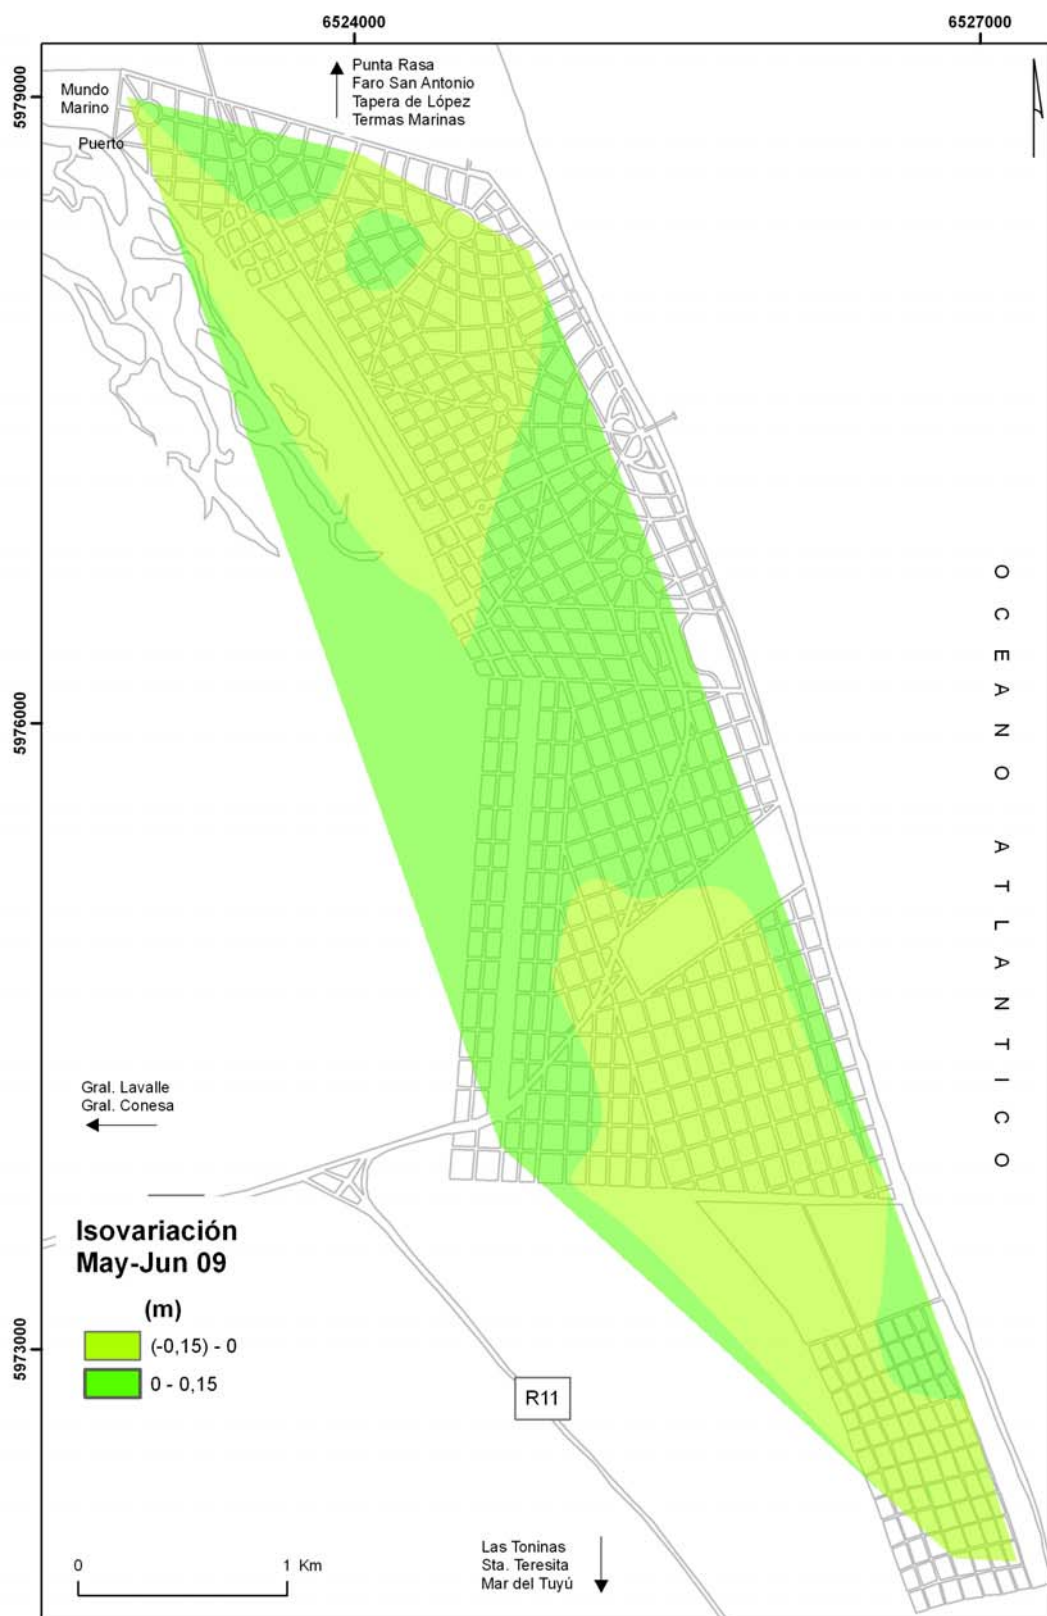 6524000
6527000
5979000
Mundo
Marino
Puerto
Punta Rasa
Faro San Antonio
Tapera de López
Termas Marinas
5976000
OCEANO ATLANTICO
Gral. Lavalle
Gral. Conesa
Isovariación
May-Jun 09
(m)
(-0,15) - 0
0 - 0,15
5973000
R11
0 1 Km
Las Toninas
Sta. Teresita
Mar del Tuyú